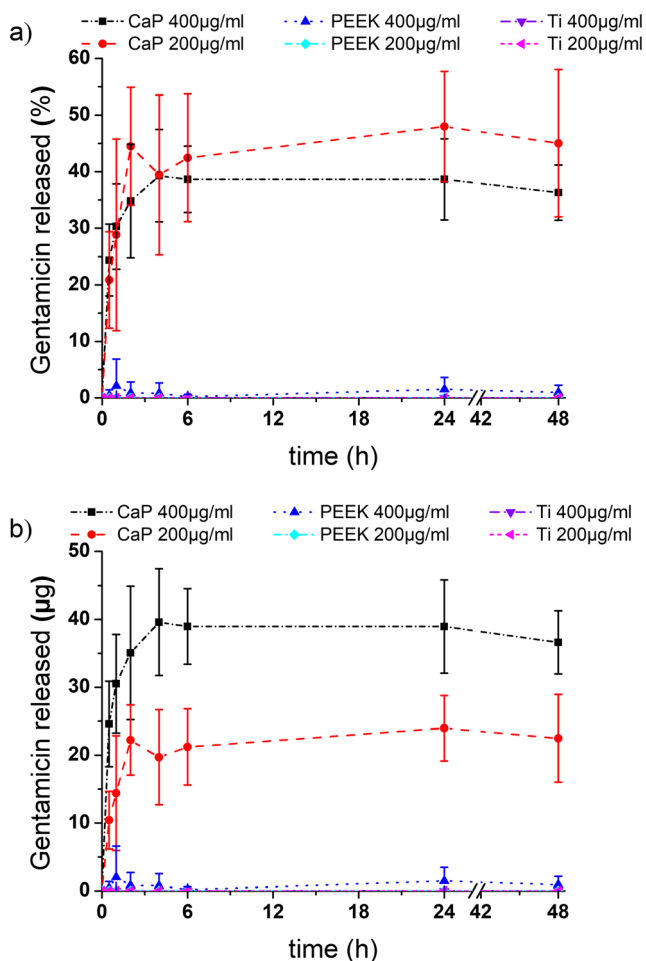 a)
CaP 400µg/ml PEEK 400µg/ml Ti 400µg/ml
CaP 200µg/ml PEEK 200µg/ml Ti 200µg/ml
Gentamicin released (%)
60
50
40
30
20
10
0
0 6 12 18 24 42 48
time (h)
b)
CaP 400µg/ml PEEK 400µg/ml Ti 400µg/ml
CaP 200µg/ml PEEK 200µg/ml Ti 200µg/ml
Gentamicin released (µg)
50
40
30
20
10
0
0 6 12 18 24 42 48
time (h)